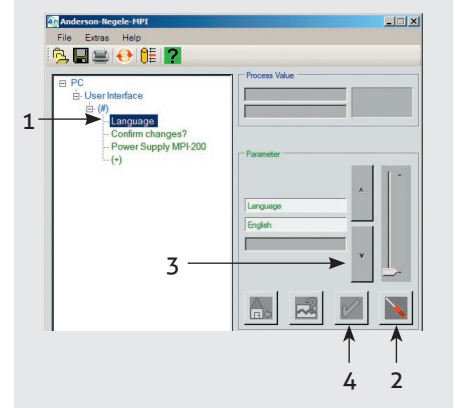 Anderson-Negele-MPI
File Extras Help
?
Process Value
PC
User Interface
(#)
1
Language
Confirm changes?
Power Supply MPI-200
(+)
Parameter
^
Language
English
v
3
4 2